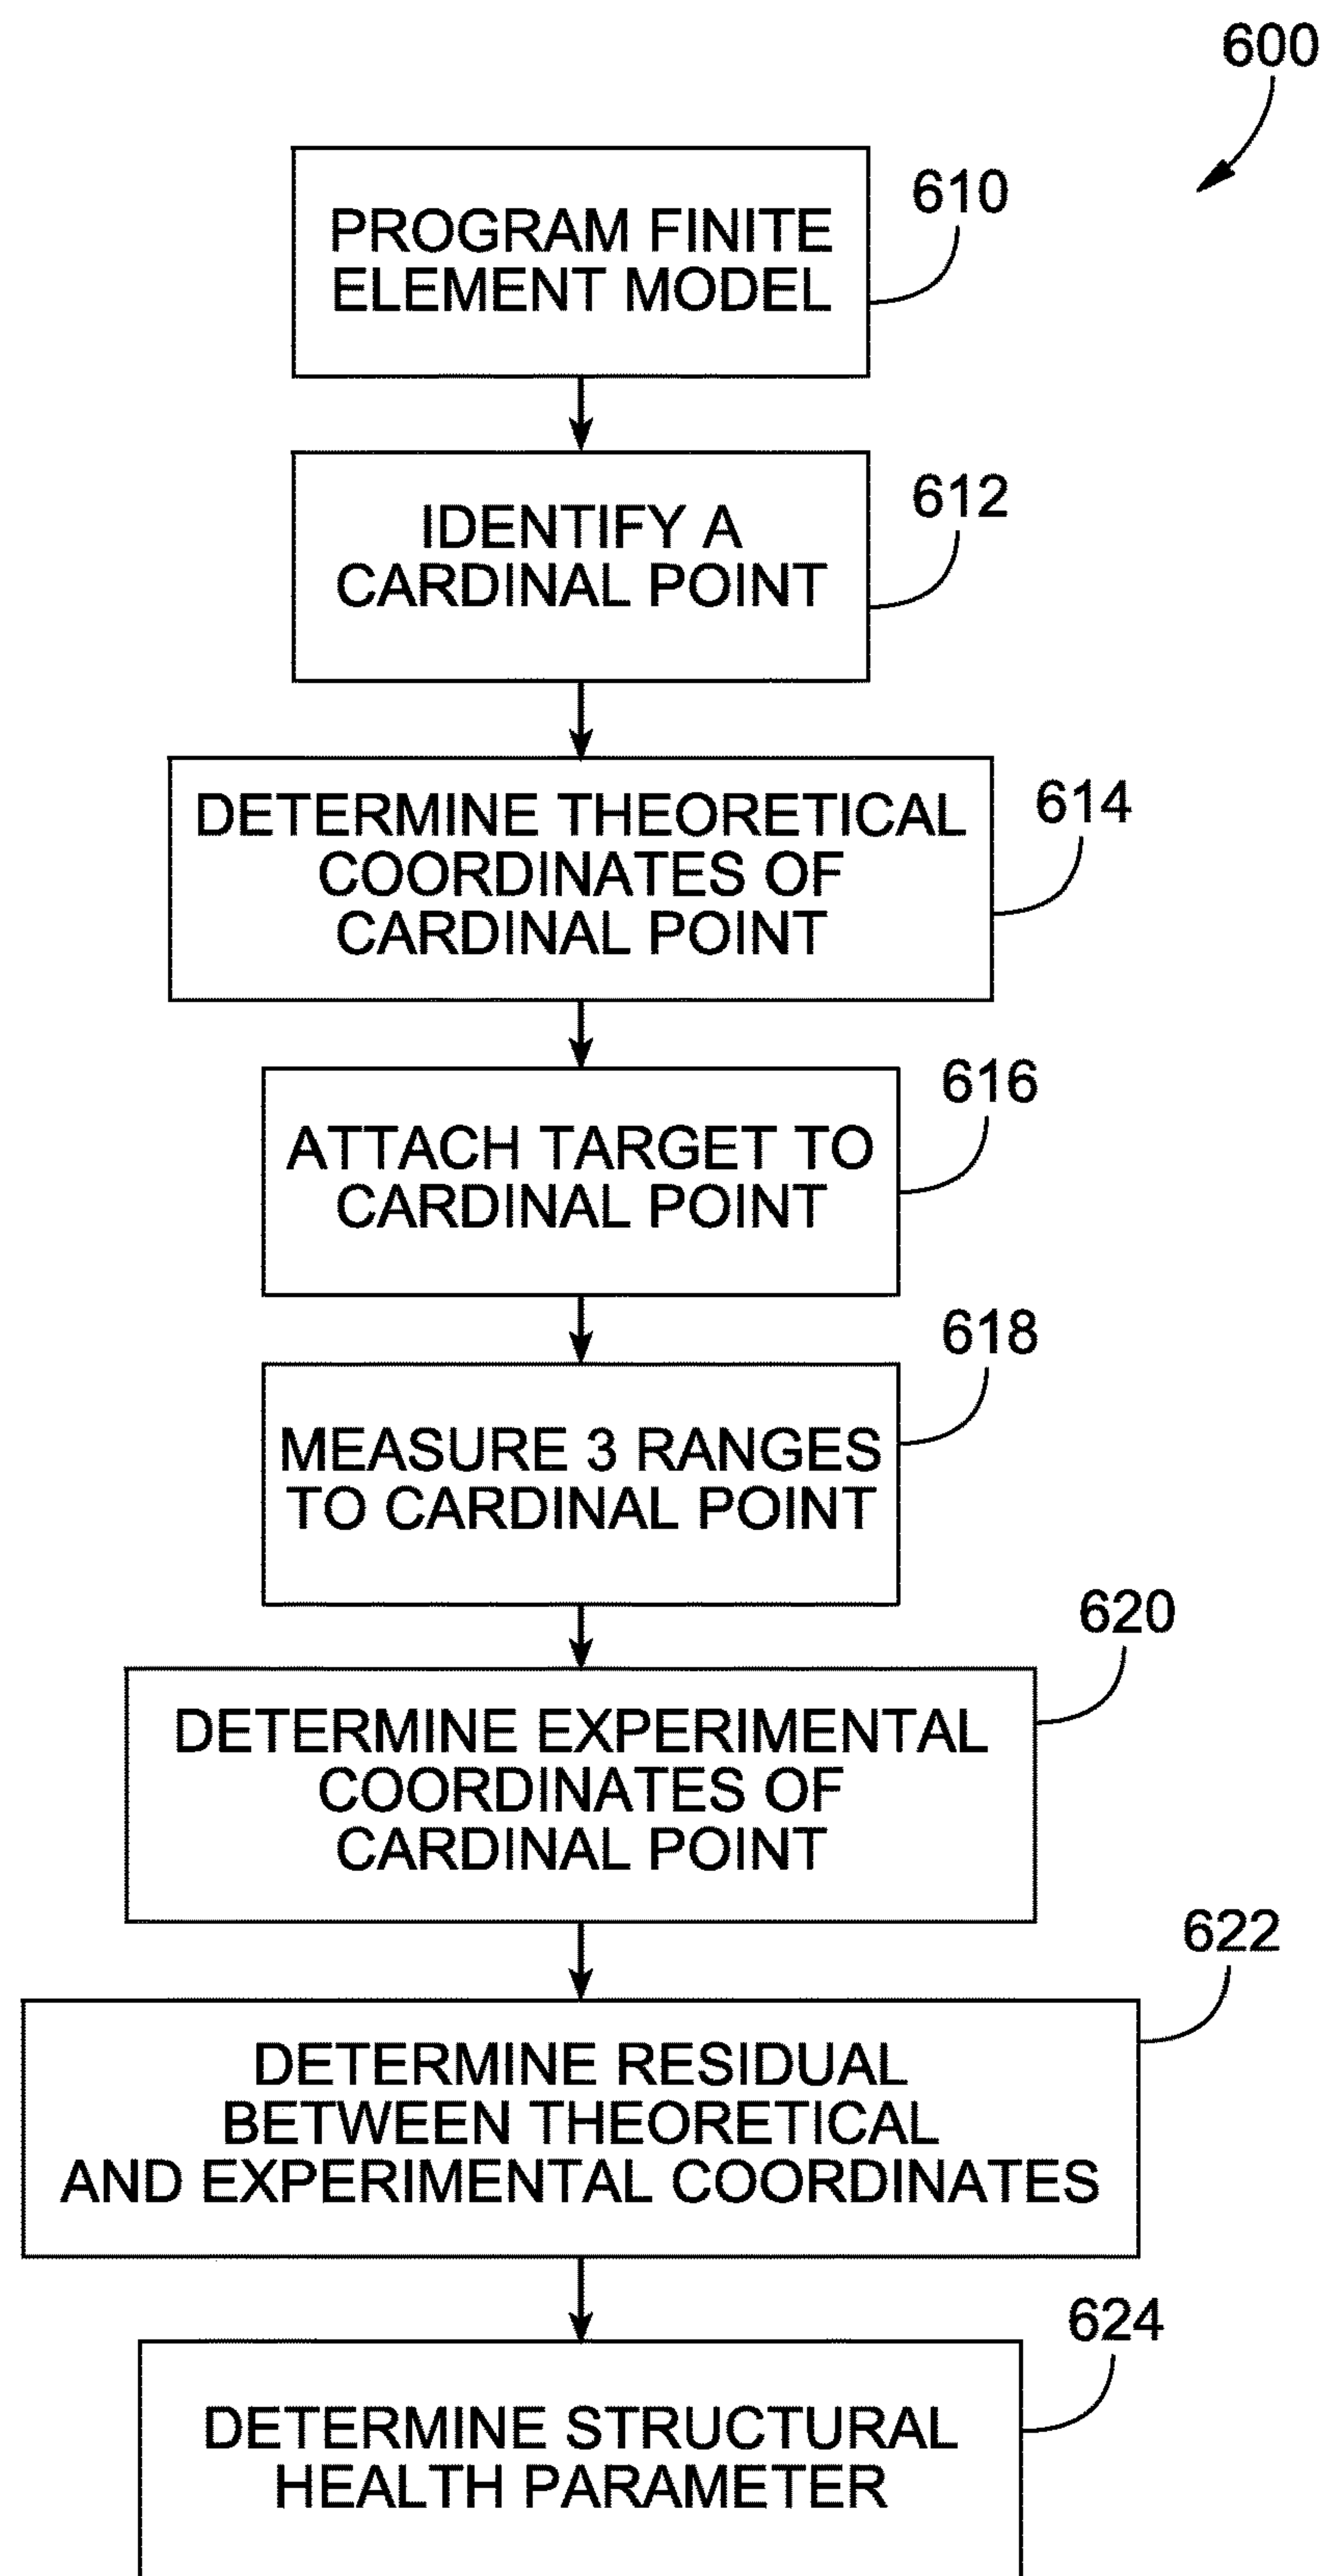 600
610
PROGRAM FINITE
ELEMENT MODEL
612
IDENTIFY A
CARDINAL POINT
614
DETERMINE THEORETICAL
COORDINATES OF
CARDINAL POINT
616
ATTACH TARGET TO
CARDINAL POINT
618
MEASURE 3 RANGES
TO CARDINAL POINT
620
DETERMINE EXPERIMENTAL
COORDINATES OF
CARDINAL POINT
622
DETERMINE RESIDUAL
BETWEEN THEORETICAL
AND EXPERIMENTAL COORDINATES
624
DETERMINE STRUCTURAL
HEALTH PARAMETER